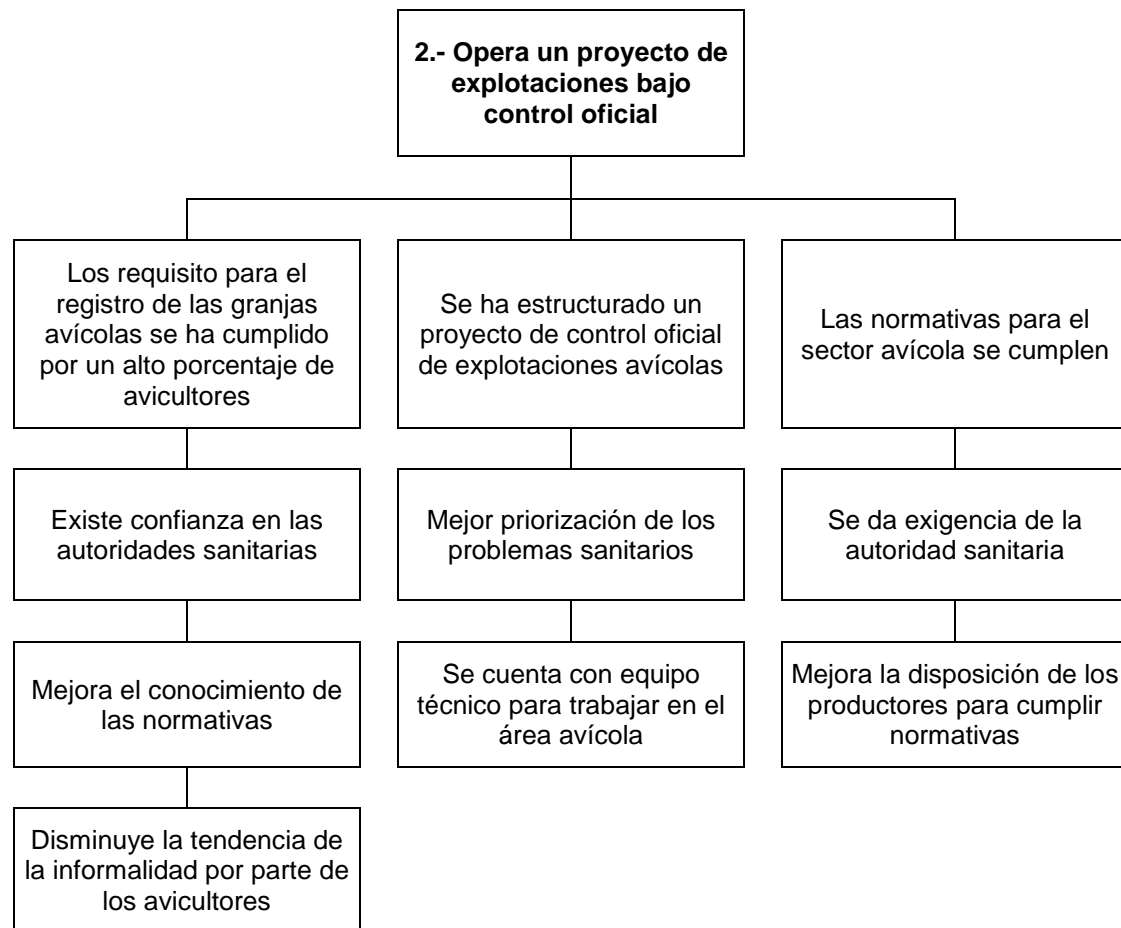 2.- Opera un proyecto de
explotaciones bajo
control oficial
Los requisito para el
registro de las granjas
avícolas se ha cumplido
por un alto porcentaje de
avicultores
Se ha estructurado un
proyecto de control oficial
de explotaciones avícolas
Las normativas para el
sector avícola se cumplen
Existe confianza en las
autoridades sanitarias
Mejor priorización de los
problemas sanitarios
Se da exigencia de la
autoridad sanitaria
Mejora el conocimiento de
las normativas
Se cuenta con equipo
técnico para trabajar en el
área avícola
Mejora la disposición de los
productores para cumplir
normativas
Disminuye la tendencia de
la informalidad por parte de
los avicultores